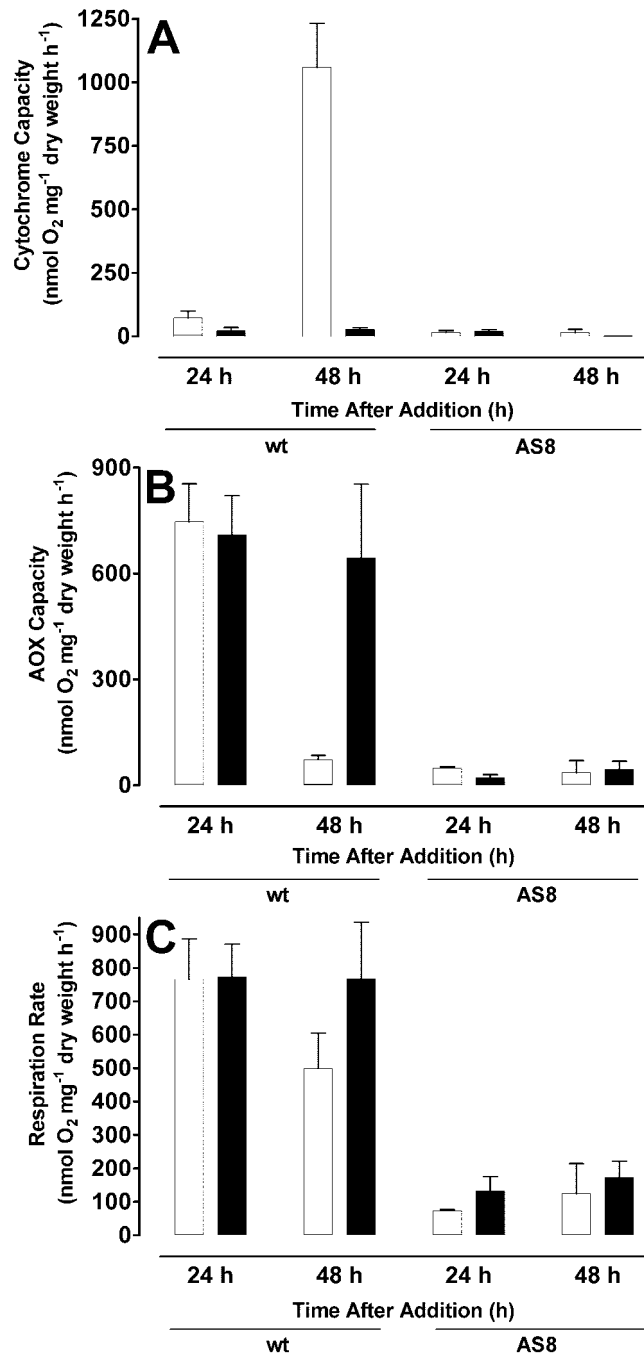 A
Cytochrome Capacity
(nmol O2 mg-1 dry weight h-1)
1250
1000
750
500
250
0
24 h 48 h 24 h 48 h
Time After Addition (h)
wt AS8
B
AOX Capacity
(nmol O2 mg-1 dry weight h-1)
900
600
300
0
24 h 48 h 24 h 48 h
Time After Addition (h)
wt AS8
C
Respiration Rate
(nmol O2 mg-1 dry weight h-1)
900
800
700
600
500
400
300
200
100
0
24 h 48 h 24 h 48 h
Time After Addition (h)
wt AS8